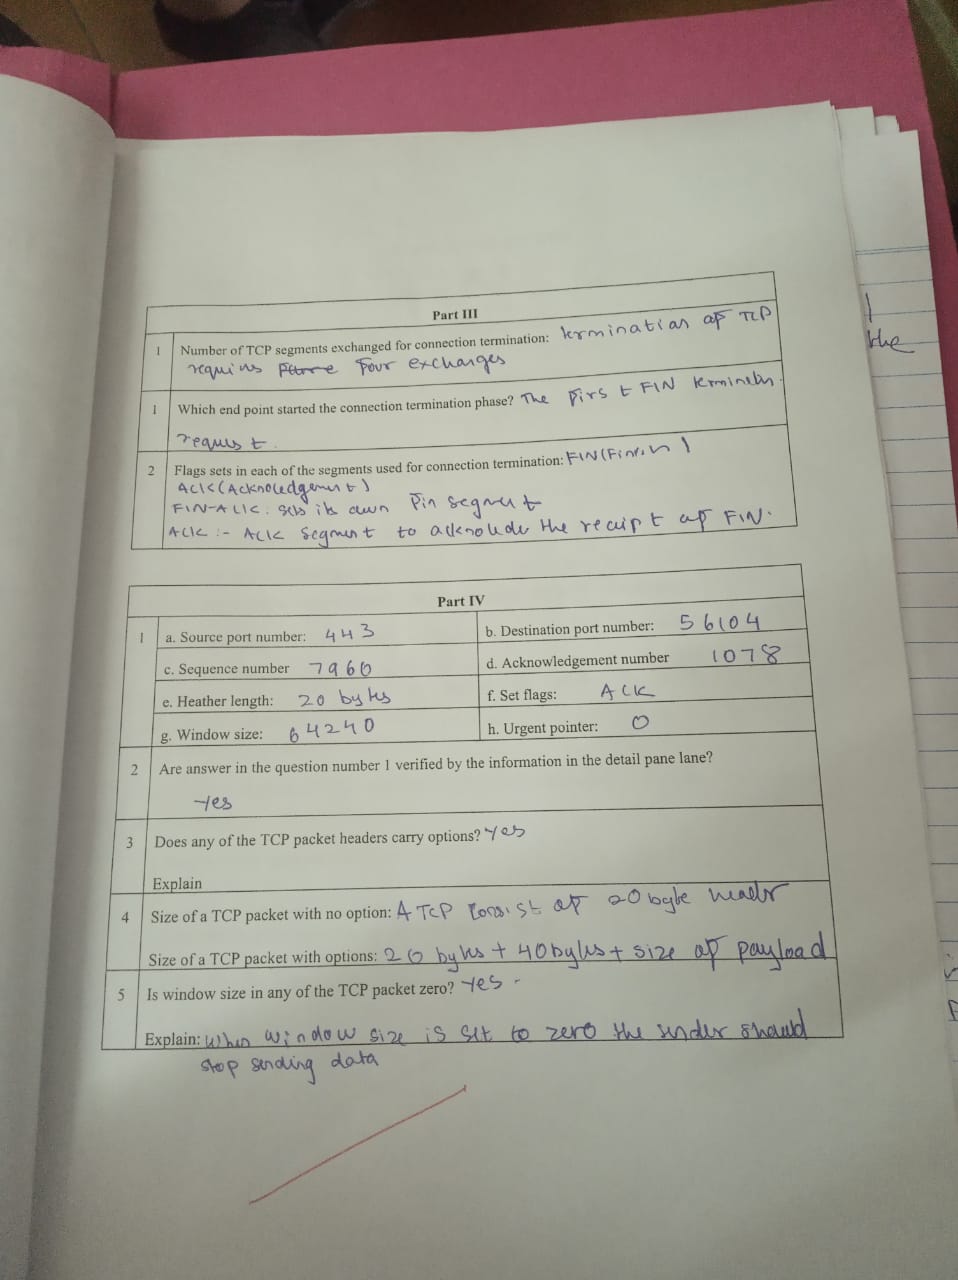 Part III
1 Number of TCP segments exchanged for connection termination: termination of TCP
requires four exchanges
1 Which end point started the connection termination phase? The first FIN termination
request.
2 Flags sets in each of the segments used for connection termination: FIN(Finish)
ACK(Acknoledgement)
FIN-ACK: sets its own fin segment
ACK :- ACK segment to the receipt of FIN.
Part IV
1 a. Source port number: 443 b. Destination port number: 56104
c. Sequence number 7960 d. Acknowledgement number 1078
e. Heather length: 20 bytes f. Set flags: ACK
g. Window size: 64240 h. Urgent pointer: 0
2 Are answer in the question number 1 verified by the information in the detail pane lane?
Yes
3 Does any of the TCP packet headers carry options? Yes
Explain
4 Size of a TCP packet with no option: A TCP consist of 20 byte header
Size of a TCP packet with options: 20 bytes + 40 bytes + size of payload
5 Is window size in any of the TCP packet zero? Yes.
Explain: When window size is set to zero the sender should
stop sending data
the